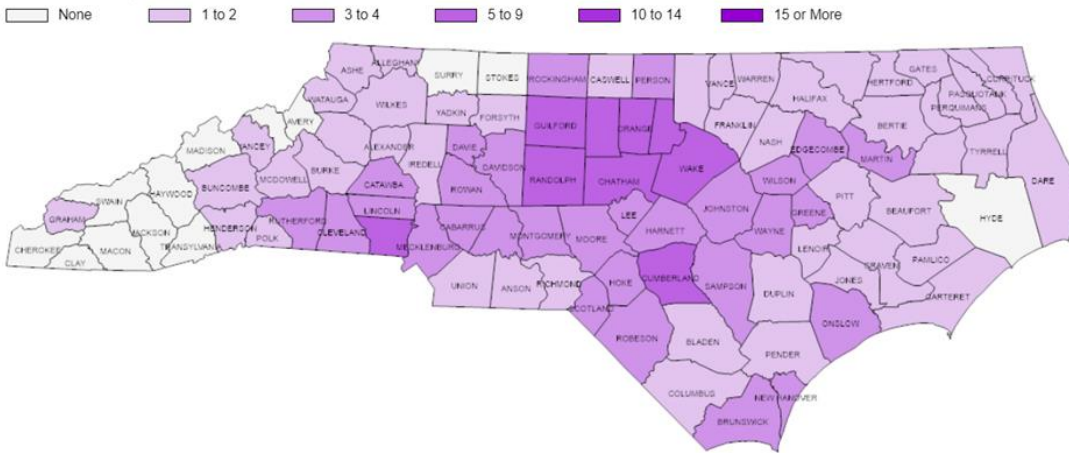 None 1 to 2 3 to 4 5 to 9 10 to 14 15 or More
ASHE
ALLEGHANY
SURRY
STOKES
ROCKINGHAM
CASWELL
PERSON
VANCE
WARREN
HERTFORD
GATES
PASQUOTANK
CURRITUCK
PERQUIMANS
WATAUGA
WILKES
YADKIN
FORSYTH
GUILFORD
ORANGE
FRANKLIN
HALIFAX
BERTIE
AVERY
MADISON
YANCEY
BURKE
ALEXANDER
IREDELL
DAVIE
DAVIDSON
RANDOLPH
CHATHAM
WAKE
NASH
EDGECOMBE
MARTIN
TYRRELL
DARE
HAYWOOD
BUNCOMBE
MCDOWELL
CATAWBA
ROWAN
WILSON
PITT
BEAUFORT
HYDE
SWAIN
GRAHAM
JACKSON
HENDERSON
RUTHERFORD
LINCOLN
LEE
JOHNSTON
GREENE
CHEROKEE
MACON
CLAY
TRANSYLVANIA
POLK
CLEVELAND
MECKLENBURG
CABARRUS
MONTGOMERY
MOORE
HARNETT
WAYNE
LENOIR
CRAVEN
PAMLICO
UNION
ANSON
RICHMOND
HOKE
CUMBERLAND
SAMPSON
DUPLIN
JONES
CARTERET
SCOTLAND
ROBESON
BLADEN
ONSLOW
PENDER
COLUMBUS
NEW HANOVER
BRUNSWICK